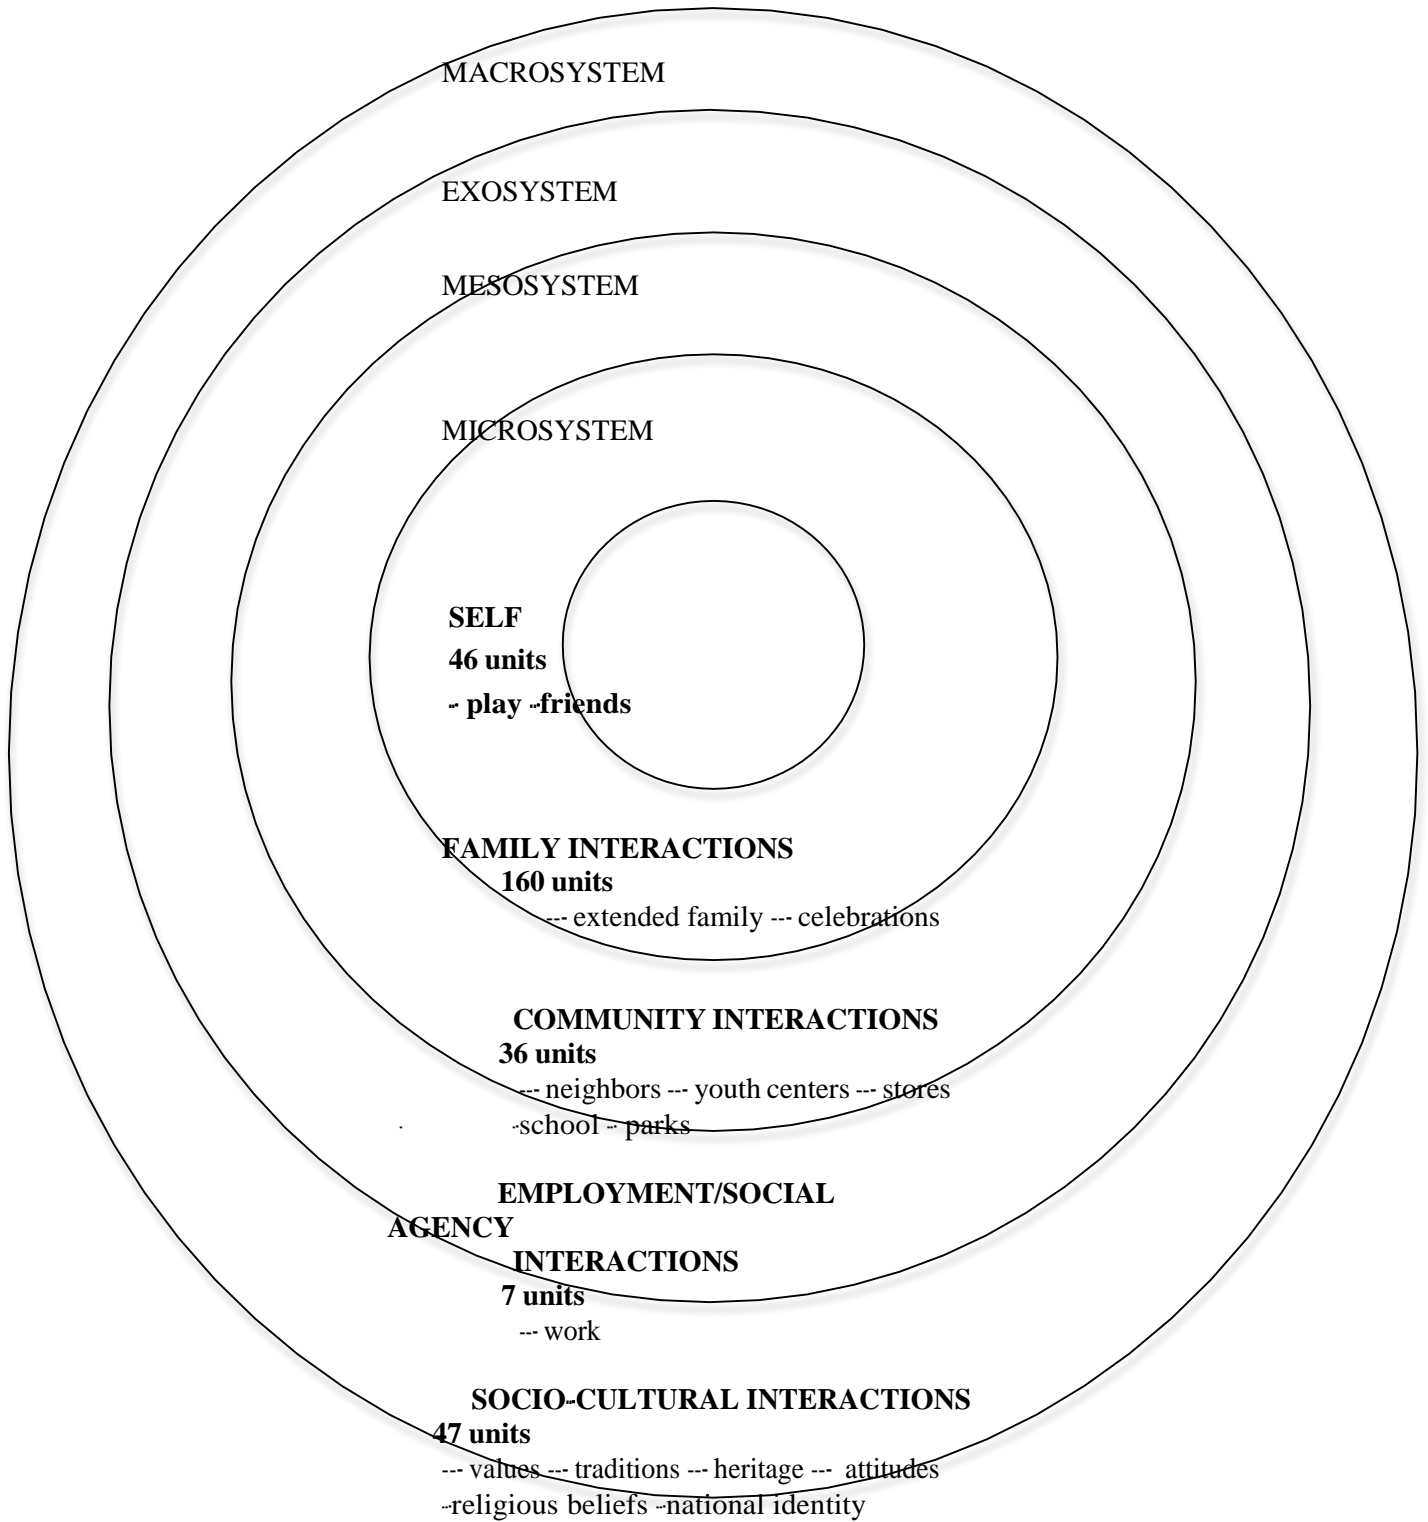 MACROSYSTEM
EXOSYSTEM
MESOSYSTEM
MICROSYSTEM
SELF
46 units
-- play --friends
FAMILY INTERACTIONS
160 units
--- extended family --- celebrations
COMMUNITY INTERACTIONS
36 units
--- neighbors --- youth centers --- stores
--school -- parks
EMPLOYMENT/SOCIAL
AGENCY
INTERACTIONS
7 units
--- work
SOCIO--CULTURAL INTERACTIONS
47 units
--- values --- traditions --- heritage --- attitudes
--religious beliefs --national identity